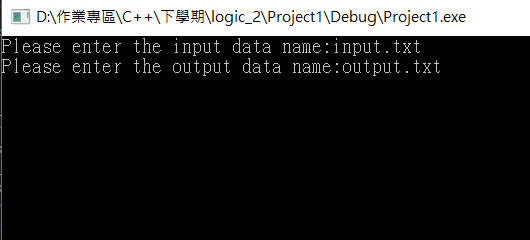 D:\作業專區\C++\下學期\logic_2\Project1\Debug\Project1.exe
Please enter the input data name:input.txt
Please enter the output data name:output.txt